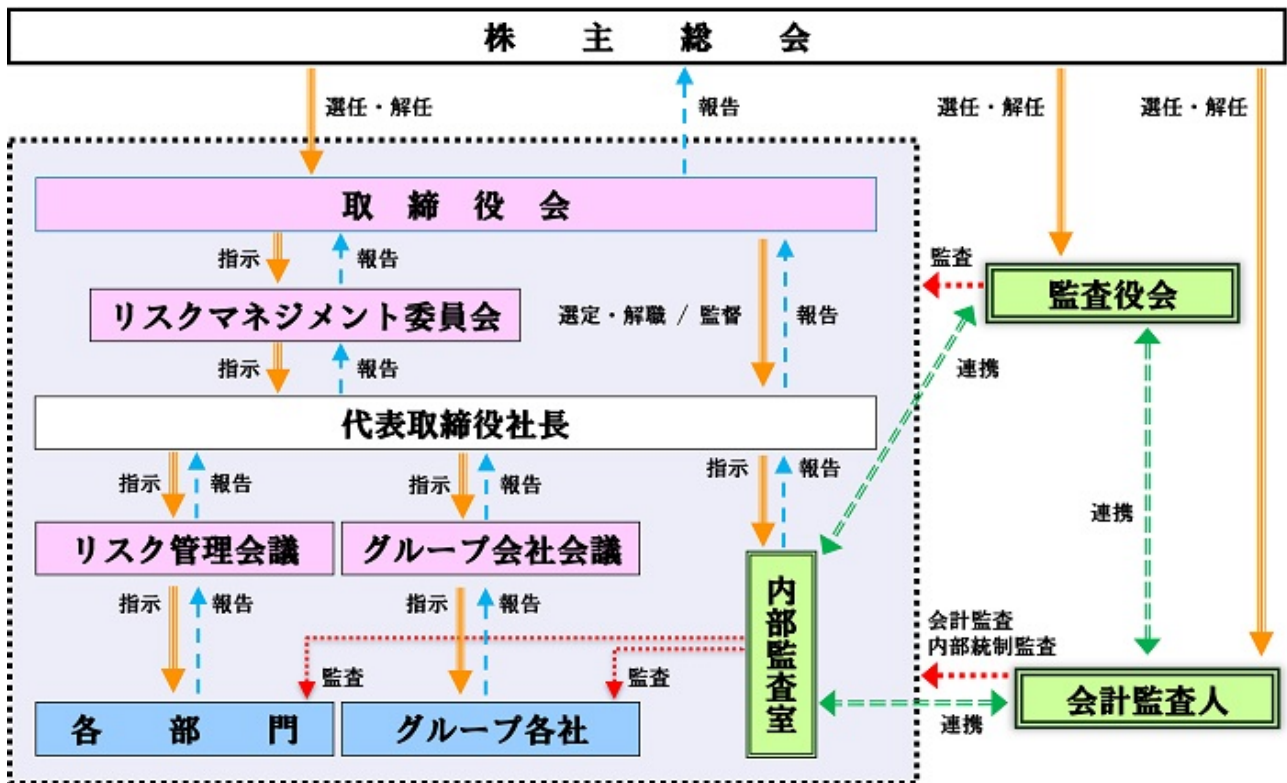 株主総会
選任・解任
報告
選任・解任
選任・解任
取締役会
指示
報告
監査
監査役会
リスクマネジメント委員会
選定・解職 / 監督
報告
連携
指示
報告
代表取締役社長
指示
報告
指示
報告
指示
報告
連携
リスク管理会議
グループ会社会議
内部監査室
指示
報告
指示
報告
会計監査
内部統制監査
監査
監査
会計監査人
各部門
グループ各社
連携